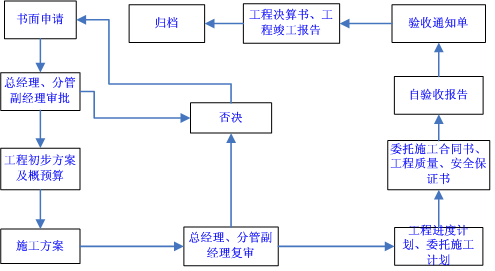 书面申请
归档
工程决算书、工
程竣工报告
验收通知单
总经理、分管
副经理审批
自验收报告
否决
工程初步方案
及概预算
委托施工合同书、
工程质量、安全保
证书
施工方案
总经理、分管副
经理复审
工程进度计
划、委托施工
计划